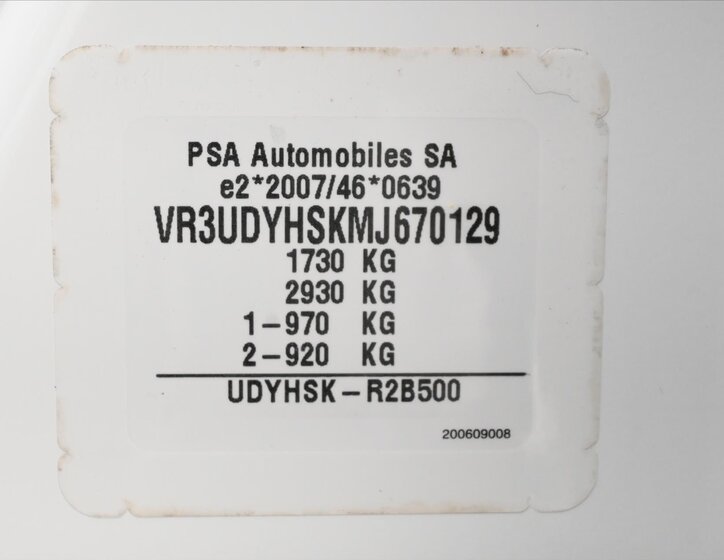 PSA Automobiles SA
e2*2007/46*0639
VR3UDYHSKMJ670129
1730 KG
2930 KG
1-970 KG
2-920 KG
UDYHSK-R2B500
200609008